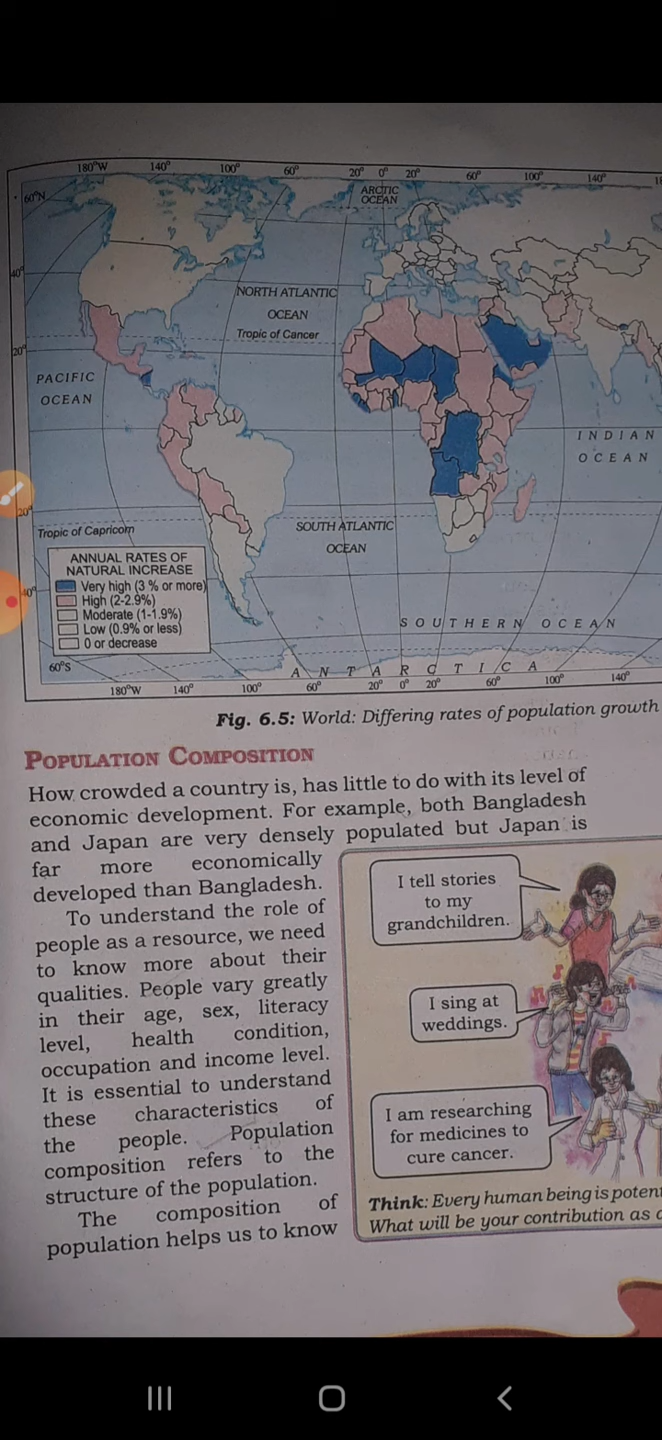 180°W 140° 100° 60° 20° 0° 20° 60° 100° 140°
60°N
ARCTIC
OCEAN
40°
NORTH ATLANTIC
OCEAN
Tropic of Cancer
20°
PACIFIC
OCEAN
INDIAN
OCEAN
20°
Tropic of Capricorn
SOUTH ATLANTIC
OCEAN
ANNUAL RATES OF
NATURAL INCREASE
Very high (3 % or more)
High (2-2.9%)
Moderate (1-1.9%)
Low (0.9% or less)
0 or decrease
40°
SOUTHERN OCEAN
60°S
ANTARCTICA
180°W 140° 100° 60° 20° 0° 20° 60° 100° 140°
Fig. 6.5: World: Differing rates of population growth
POPULATION COMPOSITION
How crowded a country is, has little to do with its level of
economic development. For example, both Bangladesh
and Japan are very densely populated but Japan is
far more economically
developed than Bangladesh.
To understand the role of
people as a resource, we need
to know more about their
qualities. People vary greatly
in their age, sex, literacy
level, health condition,
occupation and income level.
It is essential to understand
these characteristics of
the people. Population
composition refers to the
structure of the population.
The composition of
population helps us to know
I tell stories
to my
grandchildren.
I sing at
weddings.
I am researching
for medicines to
cure cancer.
Think: Every human being is poten
What will be your contribution as